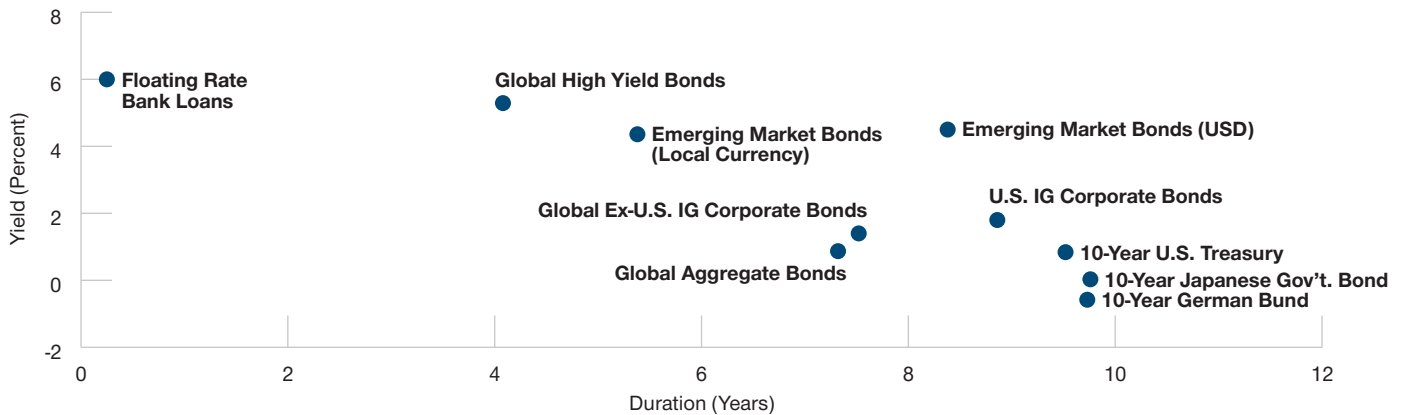 8
6
4
2
0
-2
Yield (Percent)
Floating Rate
Bank Loans
Global High Yield Bonds
Emerging Market Bonds
(Local Currency)
Emerging Market Bonds (USD)
U.S. IG Corporate Bonds
Global Ex-U.S. IG Corporate Bonds
Global Aggregate Bonds
10-Year U.S. Treasury
10-Year Japanese Gov’t. Bond
10-Year German Bund
0 2 4 6 8 10 12
Duration (Years)